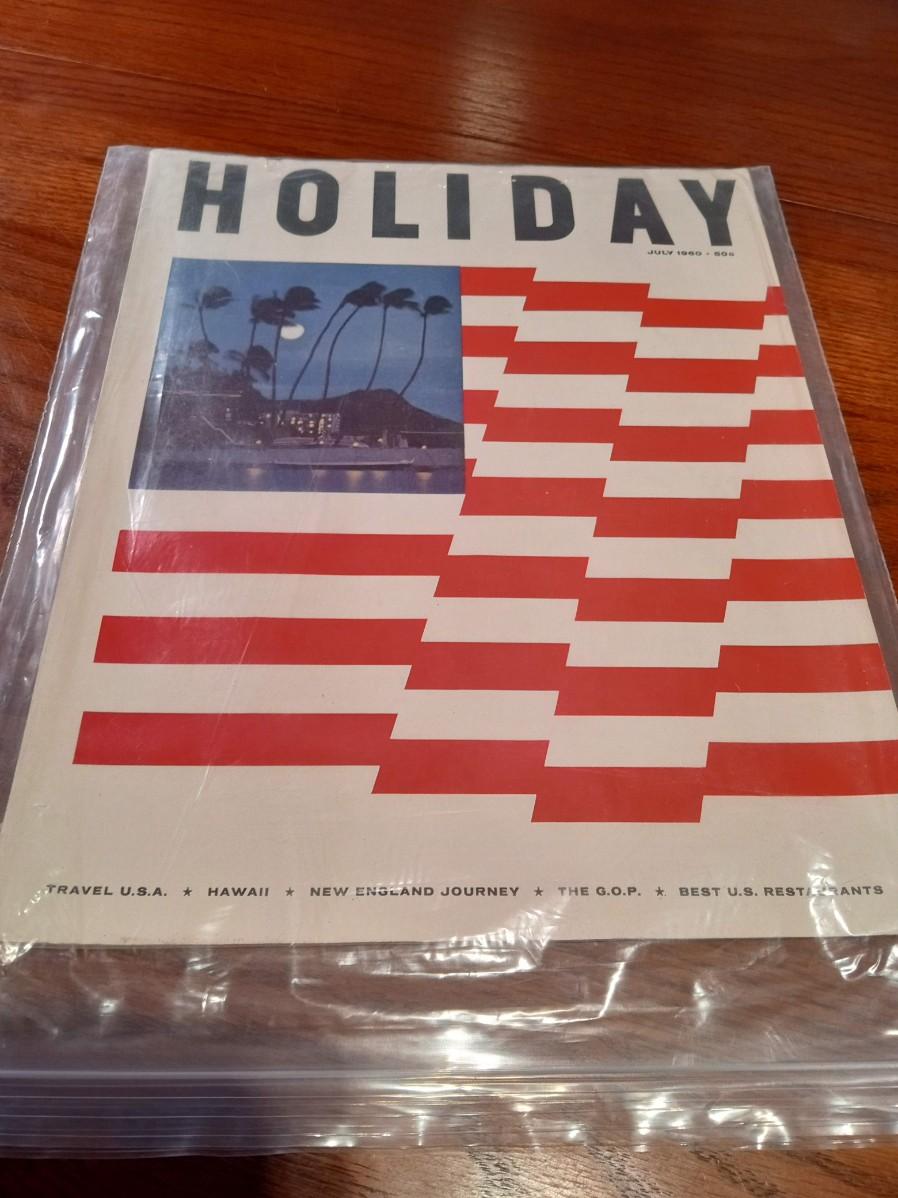 HOLIDAY
JULY 1960 · 50¢
TRAVEL U.S.A. ★ HAWAII ★ NEW ENGLAND JOURNEY ★ THE G.O.P. ★ BEST U.S. RESTAURANTS